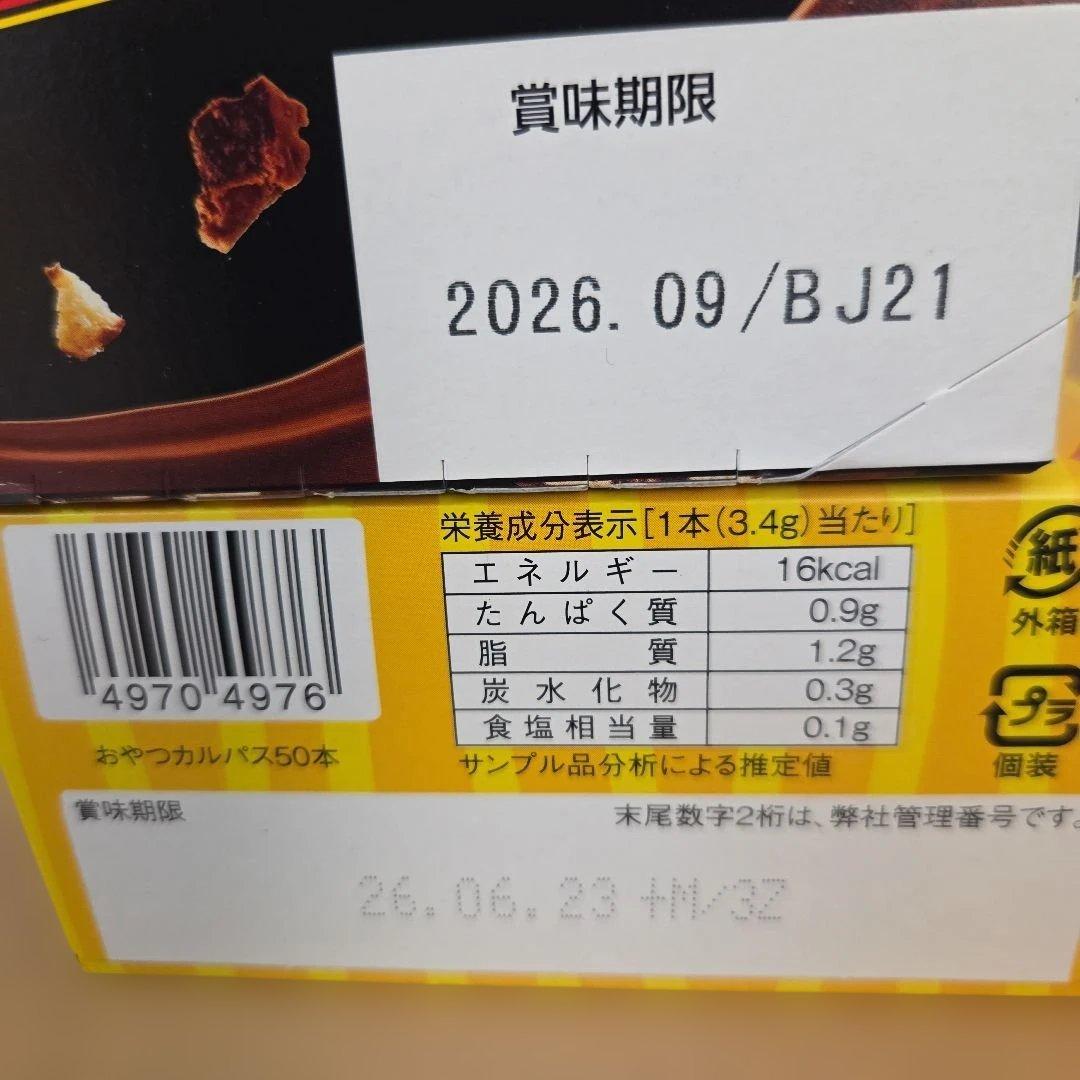 賞味期限
2026.09/BJ21
栄養成分表示[1本(3.4g)当たり]
エネルギー 16kcal
たんぱく質 0.9g
脂質 1.2g
炭水化物 0.3g
食塩相当量 0.1g
サンプル品分析による推定値
4970 4976
おやつカルパス50本
紙
外箱
プラ
個装
賞味期限
末尾数字2桁は、弊社管理番号です。
26.06.23 +M/3Z